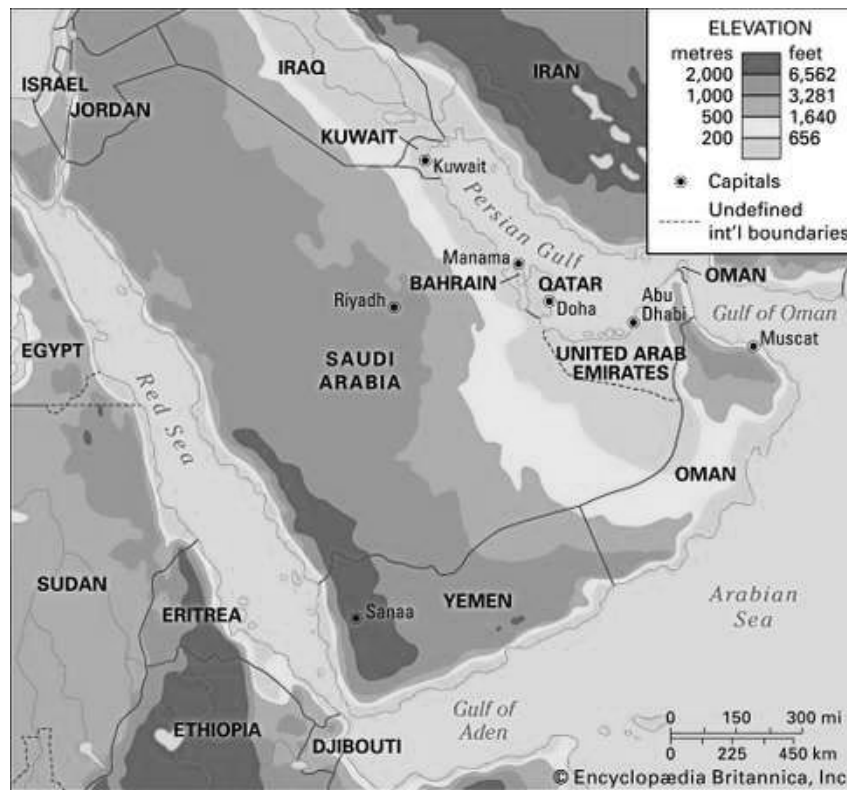 ELEVATION
metres feet
2,000 6,562
1,000 3,281
500 1,640
200 656
Capitals
Undefined
int'l boundaries
ISRAEL
JORDAN
IRAQ
IRAN
KUWAIT
Kuwait
Persian Gulf
Manama
BAHRAIN
QATAR
Doha
OMAN
Abu
Dhabi
Gulf of Oman
Muscat
Riyadh
EGYPT
SAUDI
ARABIA
UNITED ARAB
EMIRATES
Red Sea
OMAN
SUDAN
ERITREA
Sanaa
YEMEN
Arabian
Sea
ETHIOPIA
DJIBOUTI
Gulf of
Aden
0 150 300 mi
0 225 450 km
© Encyclopædia Britannica, Inc